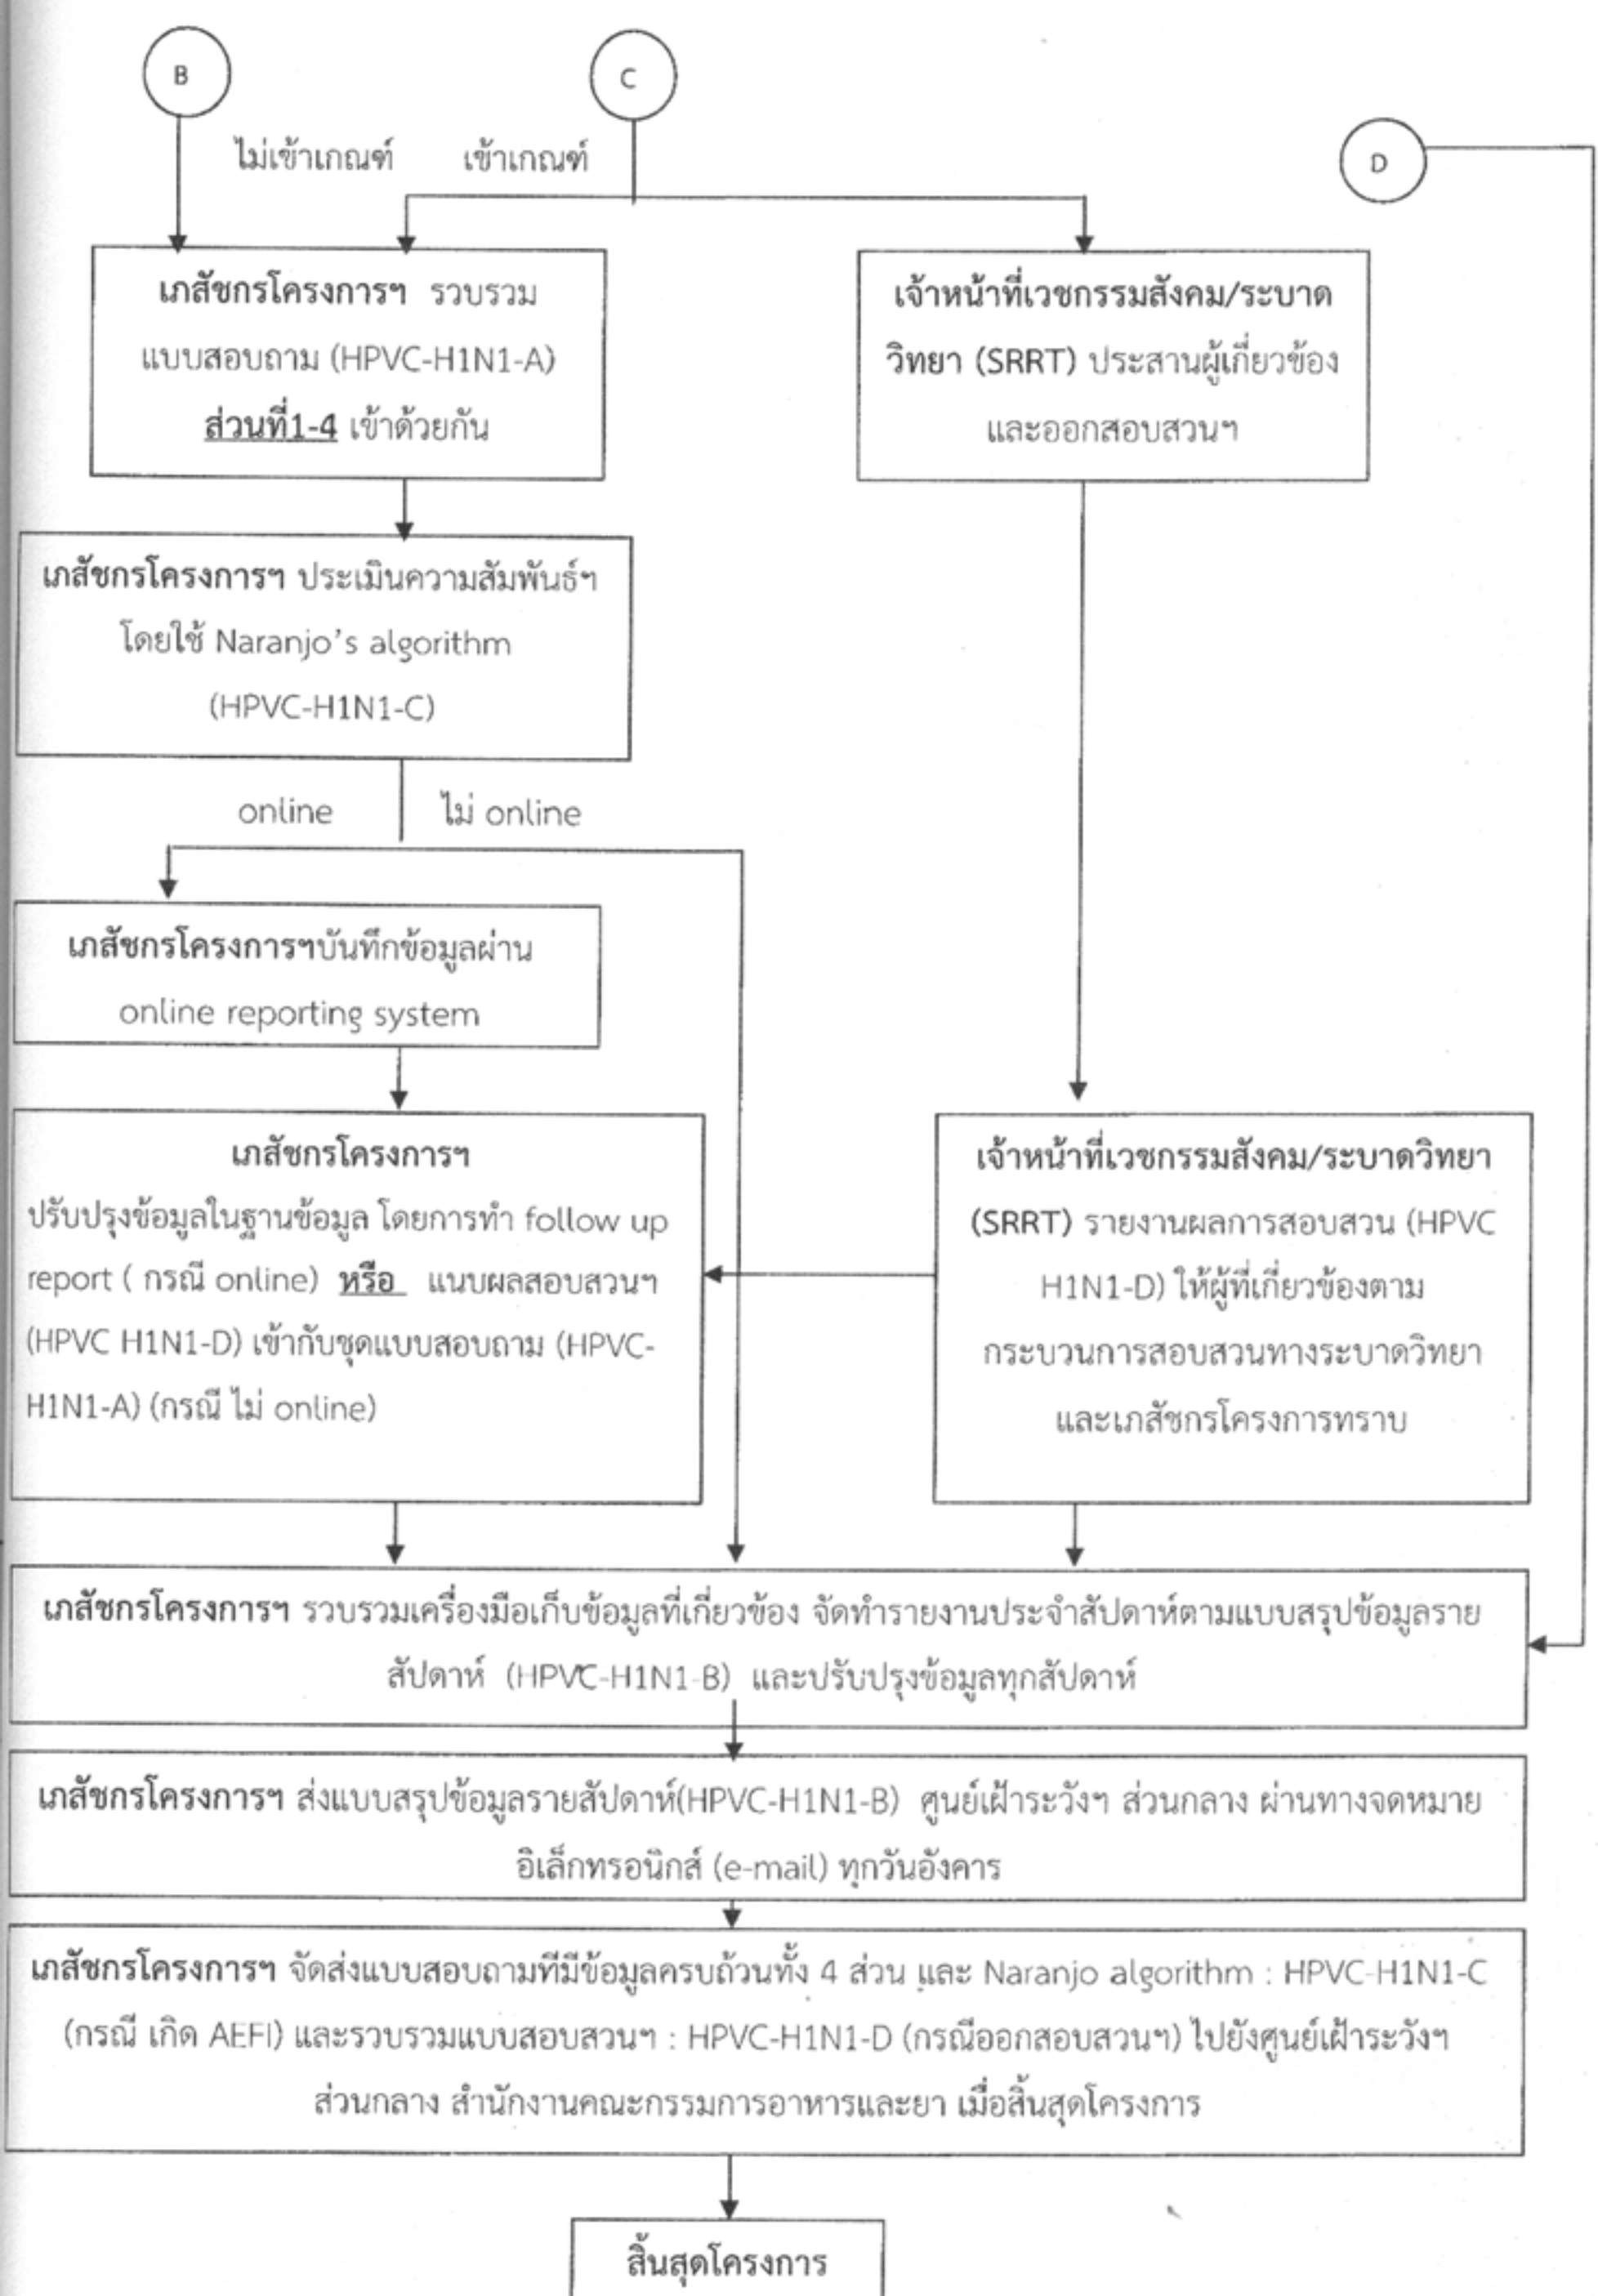 B
C
D
ไม่เข้าเกณฑ์
เข้าเกณฑ์
เภสัชกรโครงการฯ รวบรวม
แบบสอบถาม (HPVC-H1N1-A)
ส่วนที่1-4 เข้าด้วยกัน
เจ้าหน้าที่เวชกรรมสังคม/ระบาด
วิทยา (SRRT) ประสานผู้เกี่ยวข้อง
และออกสอบสวนฯ
เภสัชกรโครงการฯ ประเมินความสัมพันธ์ฯ
โดยใช้ Naranjo’s algorithm
(HPVC-H1N1-C)
online
ไม่ online
เภสัชกรโครงการฯบันทึกข้อมูลผ่าน
online reporting system
เภสัชกรโครงการฯ
ปรับปรุงข้อมูลในฐานข้อมูล โดยการทำ follow up
report ( กรณี online) หรือ แนบผลสอบสวนฯ
(HPVC H1N1-D) เข้ากับชุดแบบสอบถาม (HPVC-
H1N1-A) (กรณี ไม่ online)
เจ้าหน้าที่เวชกรรมสังคม/ระบาดวิทยา
(SRRT) รายงานผลการสอบสวน (HPVC
H1N1-D) ให้ผู้ที่เกี่ยวข้องตาม
กระบวนการสอบสวนทางระบาดวิทยา
และเภสัชกรโครงการทราบ
เภสัชกรโครงการฯ รวบรวมเครื่องมือเก็บข้อมูลที่เกี่ยวข้อง จัดทำรายงานประจำสัปดาห์ตามแบบสรุปข้อมูลราย
สัปดาห์ (HPVC-H1N1-B) และปรับปรุงข้อมูลทุกสัปดาห์
เภสัชกรโครงการฯ ส่งแบบสรุปข้อมูลรายสัปดาห์(HPVC-H1N1-B) ศูนย์เฝ้าระวังฯ ส่วนกลาง ผ่านทางจดหมาย
อิเล็กทรอนิกส์ (e-mail) ทุกวันอังคาร
เภสัชกรโครงการฯ จัดส่งแบบสอบถามทีมีข้อมูลครบถ้วนทั้ง 4 ส่วน และ Naranjo algorithm : HPVC-H1N1-C
(กรณี เกิด AEFI) และรวบรวมแบบสอบสวนฯ : HPVC-H1N1-D (กรณีออกสอบสวนฯ) ไปยังศูนย์เฝ้าระวังฯ
ส่วนกลาง สำนักงานคณะกรรมการอาหารและยา เมื่อสิ้นสุดโครงการ
สิ้นสุดโครงการ